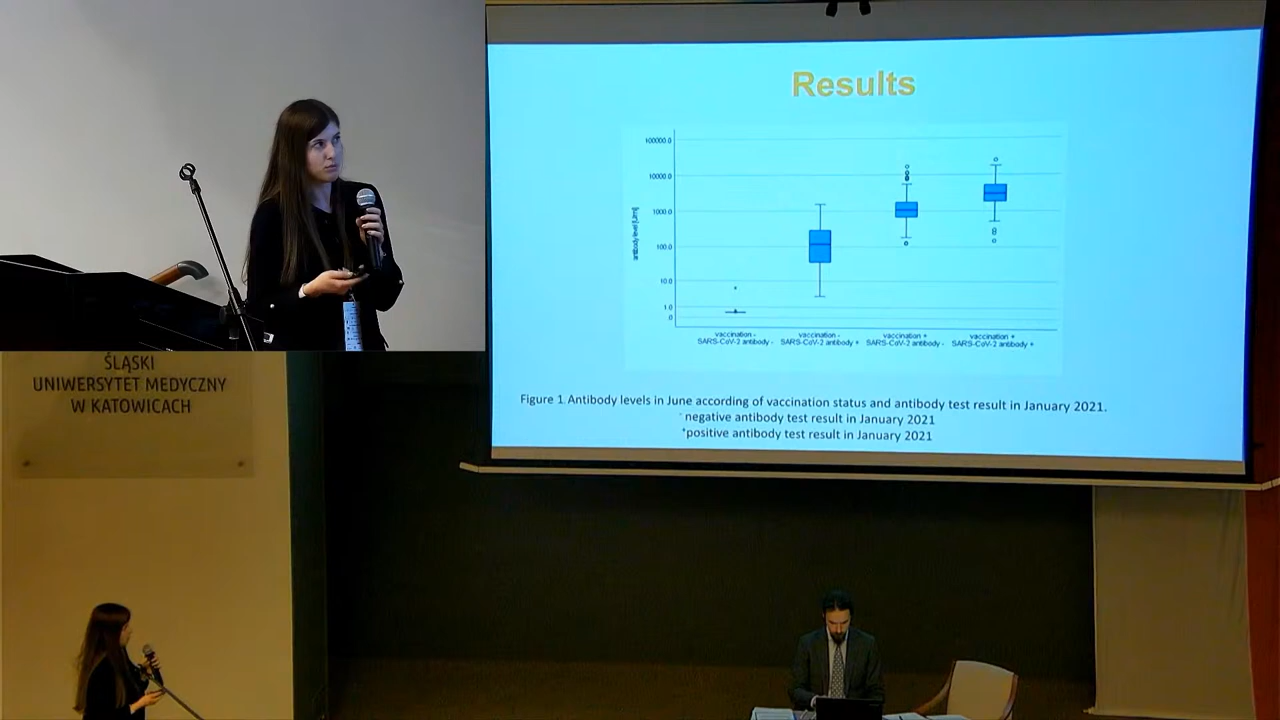 Results
100000.0
10000.0
1000.0
100.0
10.0
1.0
0
antibody level [U/ml]
vaccination -
SARS-CoV-2 antibody -
vaccination -
SARS-CoV-2 antibody +
vaccination +
SARS-CoV-2 antibody -
vaccination +
SARS-CoV-2 antibody +
Figure 1. Antibody levels in June according of vaccination status and antibody test result in January 2021.
- negative antibody test result in January 2021
+positive antibody test result in January 2021
ŚLĄSKI
UNIWERSYTET MEDYCZNY
W KATOWICACH